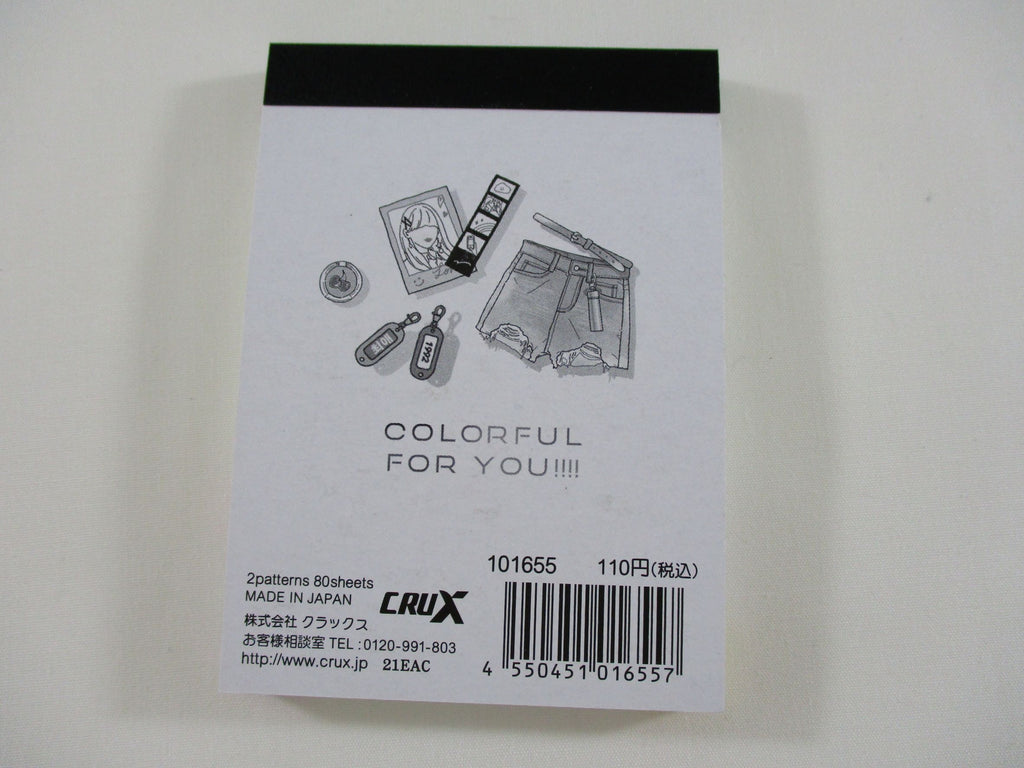 1992
COLORFUL
FOR YOU!!!!
101655 110円(税込)
2patterns 80sheets
MADE IN JAPAN
CRUX
株式会社 クラックス
お客様相談室 TEL:0120-991-803
http://www.crux.jp 21EAC
4 550451 016557